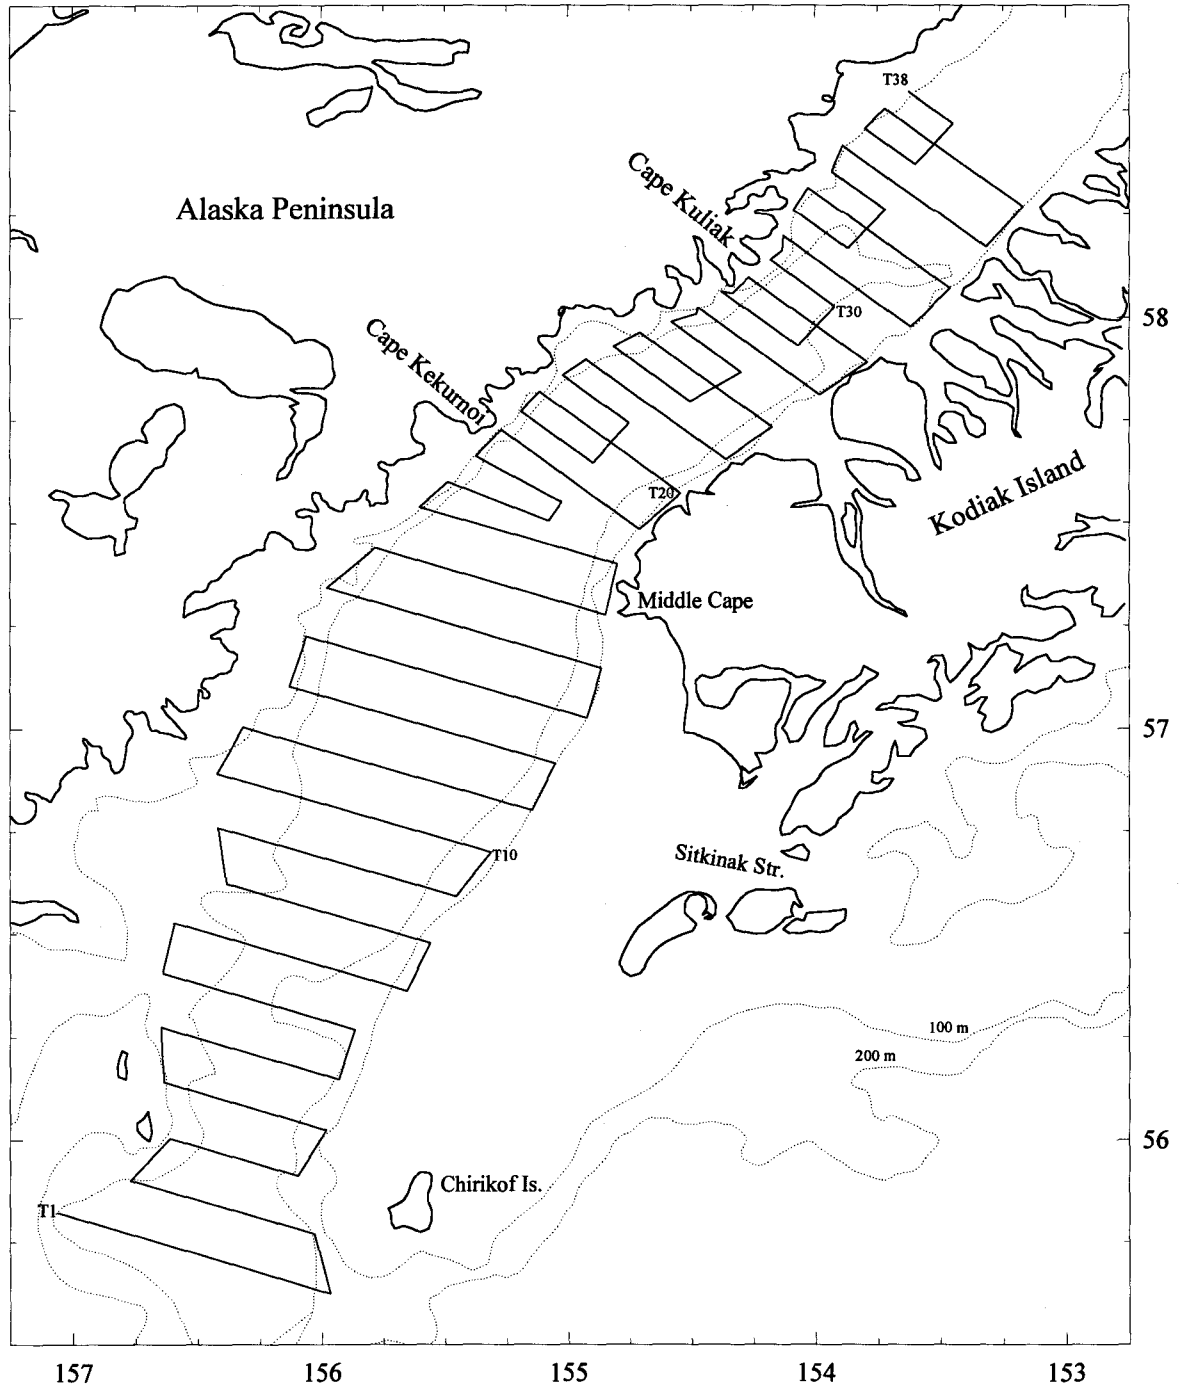 T38
Cape Kuliak
Alaska Peninsula
58
T30
Cape Kekurnoi
Kodiak Island
T20
Middle Cape
57
T10
Sitkinak Str.
100 m
200 m
56
Chirikof Is.
T1
157 156 155 154 153